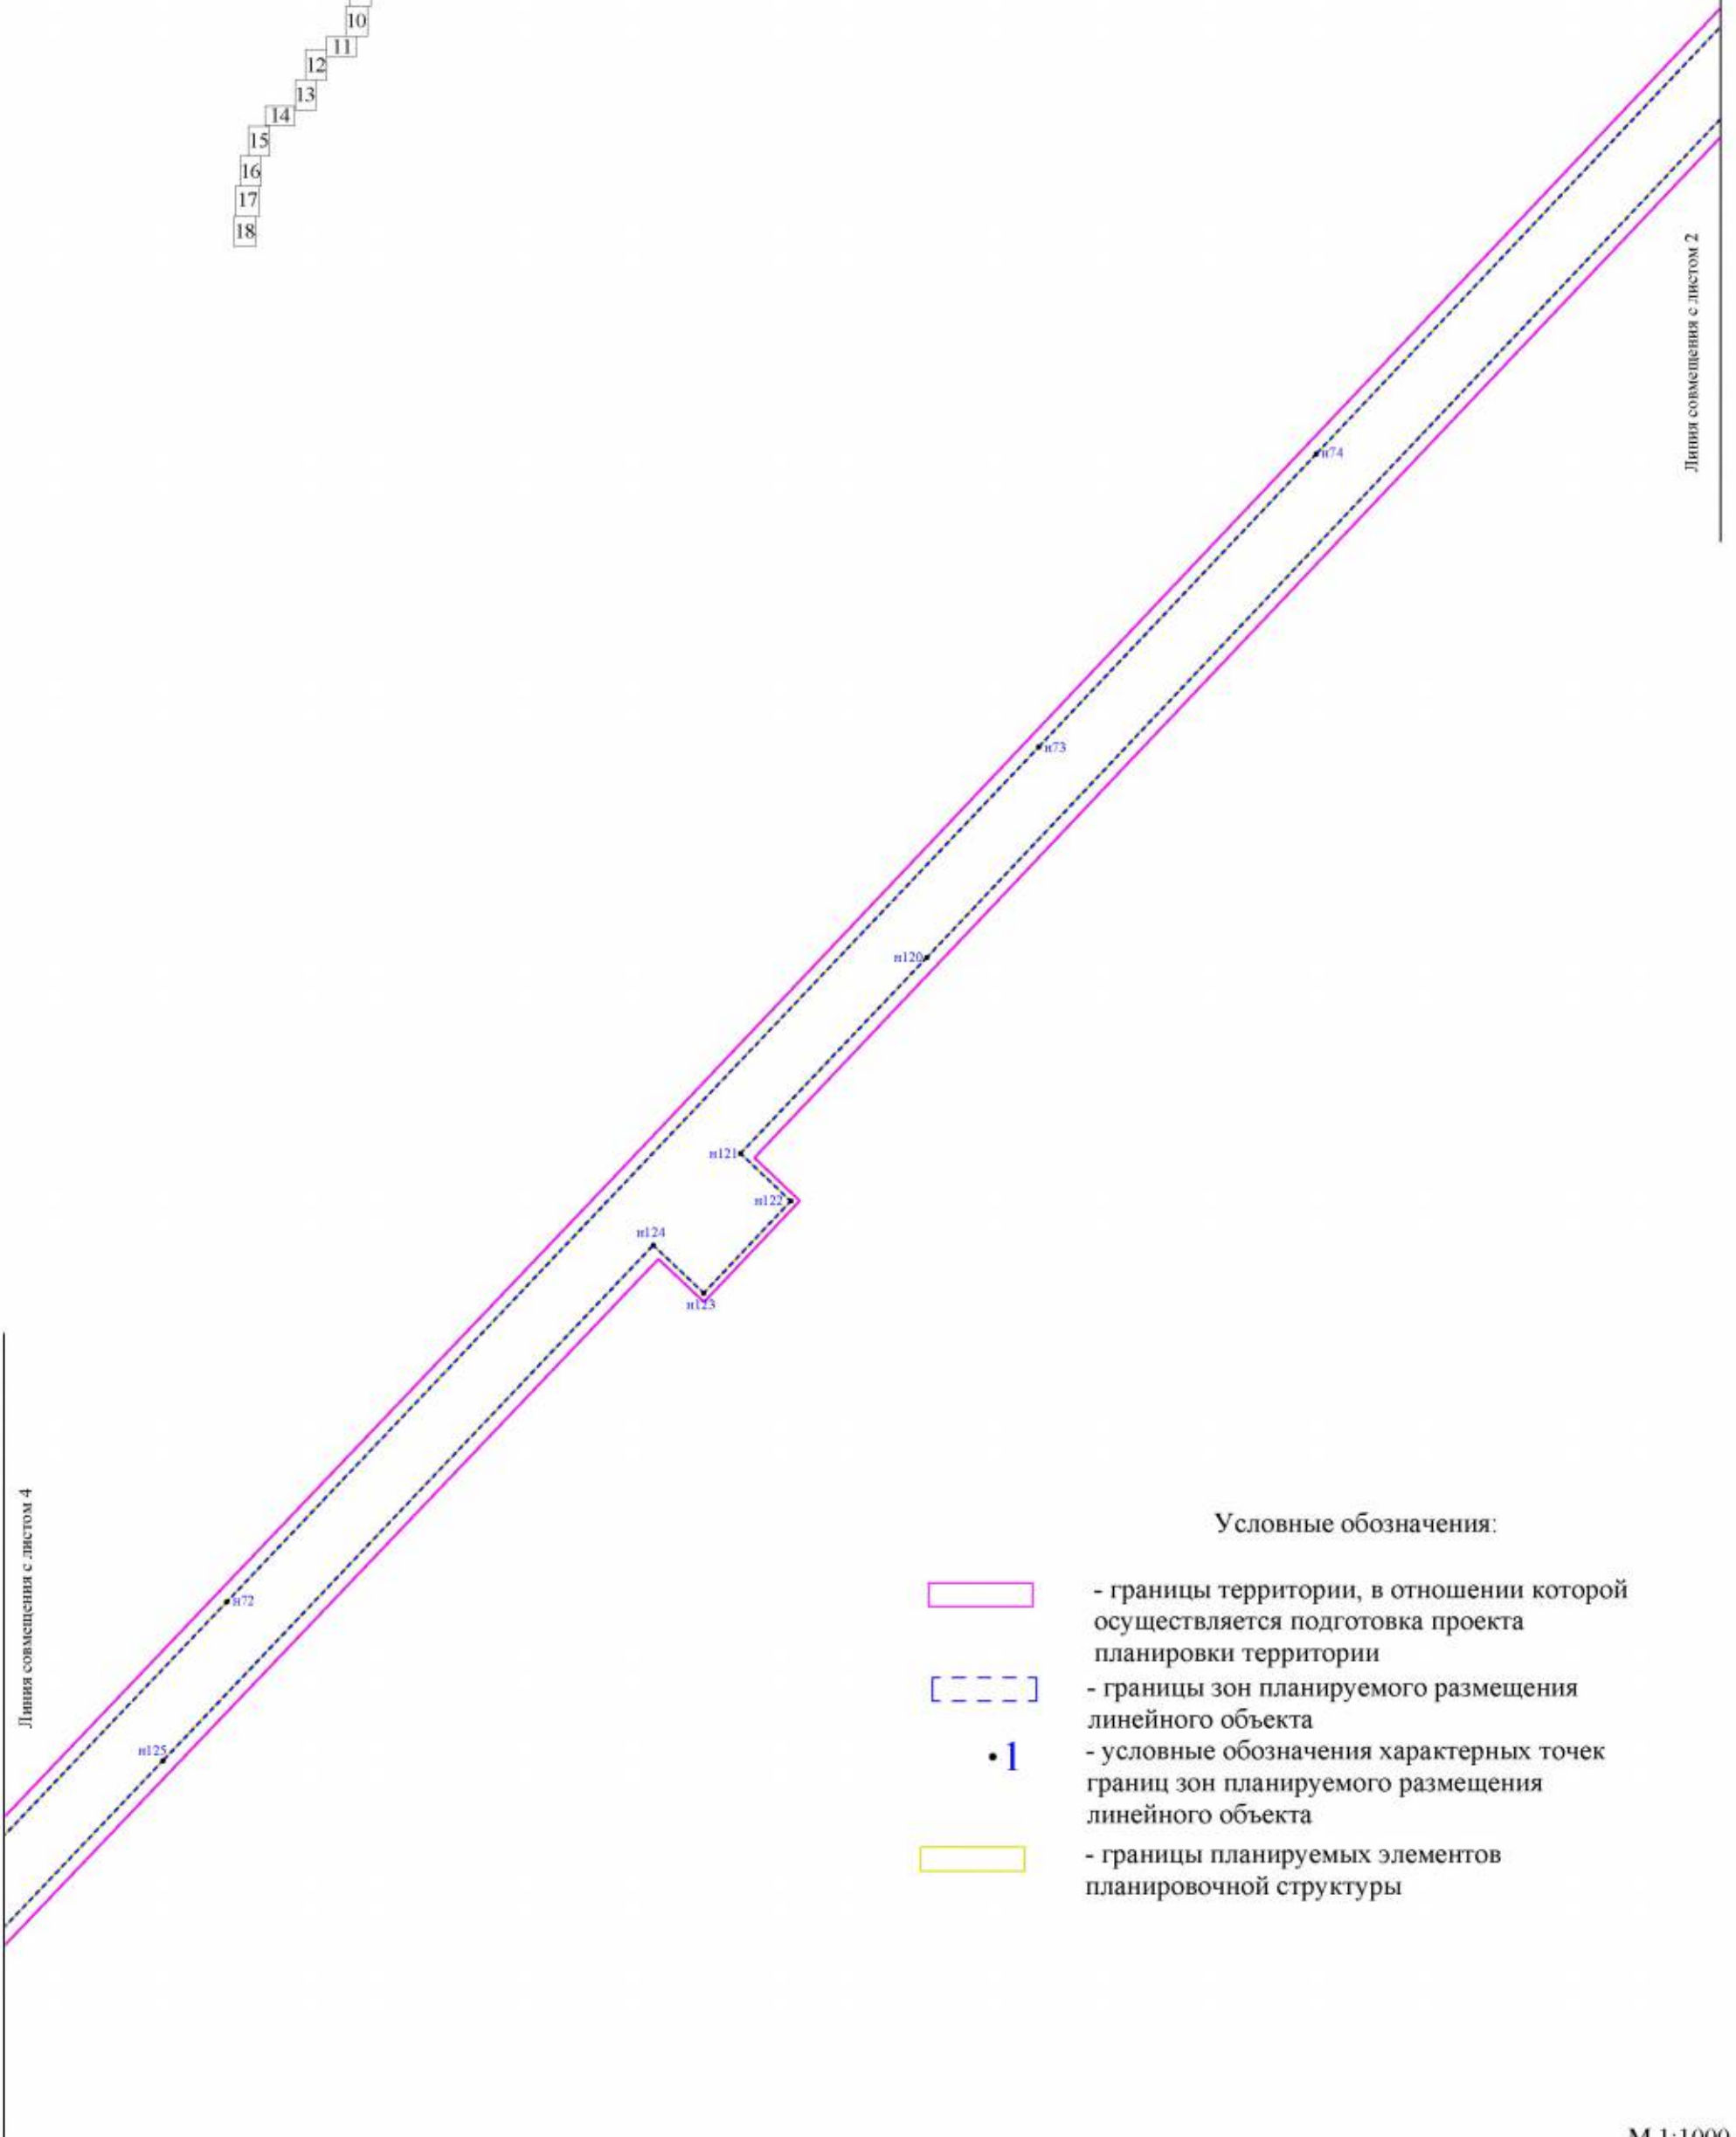 10
11
12
13
14
15
16
17
18
Линия совмещения с листом 2
н74
н73
н120
н121
н122
н124
н123
Линия совмещения с листом 4
н72
н125
Условные обозначения:
- границы территории, в отношении которой
осуществляется подготовка проекта
планировки территории
- границы зон планируемого размещения
линейного объекта
1
- условные обозначения характерных точек
границ зон планируемого размещения
линейного объекта
- границы планируемых элементов
планировочной структуры
М 1:1000